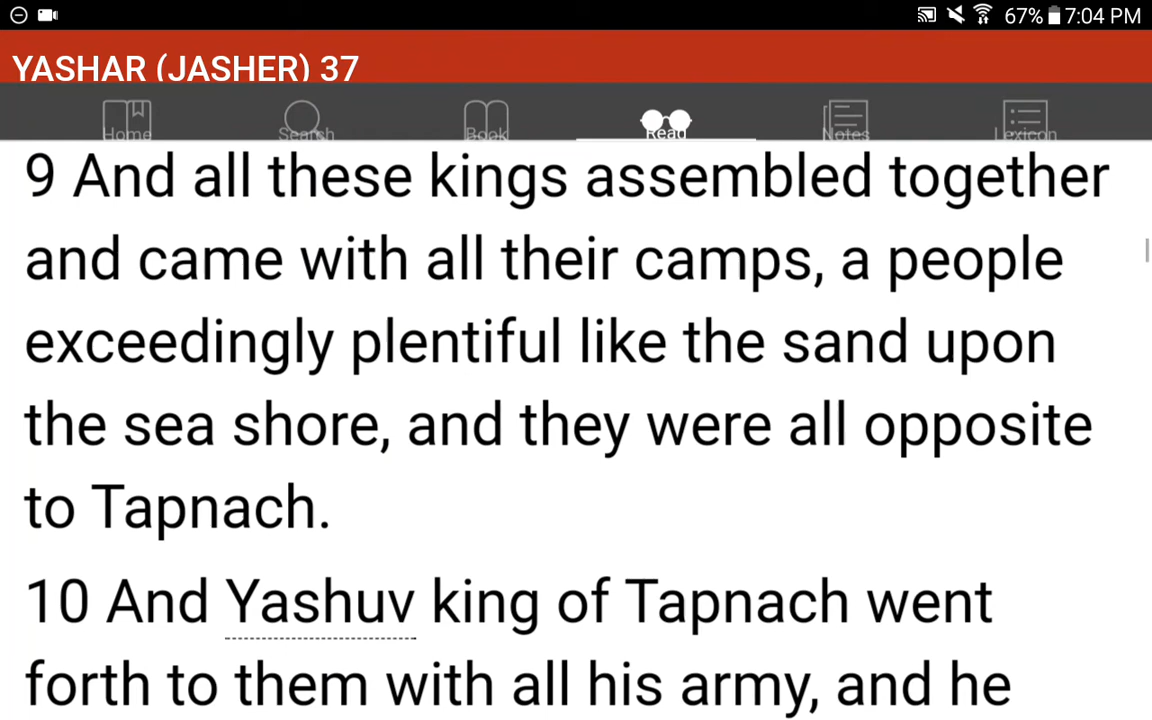 67% 7:04 PM
YASHAR (JASHER) 37
Home Search Book Read Notes Lexicon
9 And all these kings assembled together
and came with all their camps, a people
exceedingly plentiful like the sand upon
the sea shore, and they were all opposite
to Tapnach.
10 And Yashuv king of Tapnach went
forth to them with all his army, and he